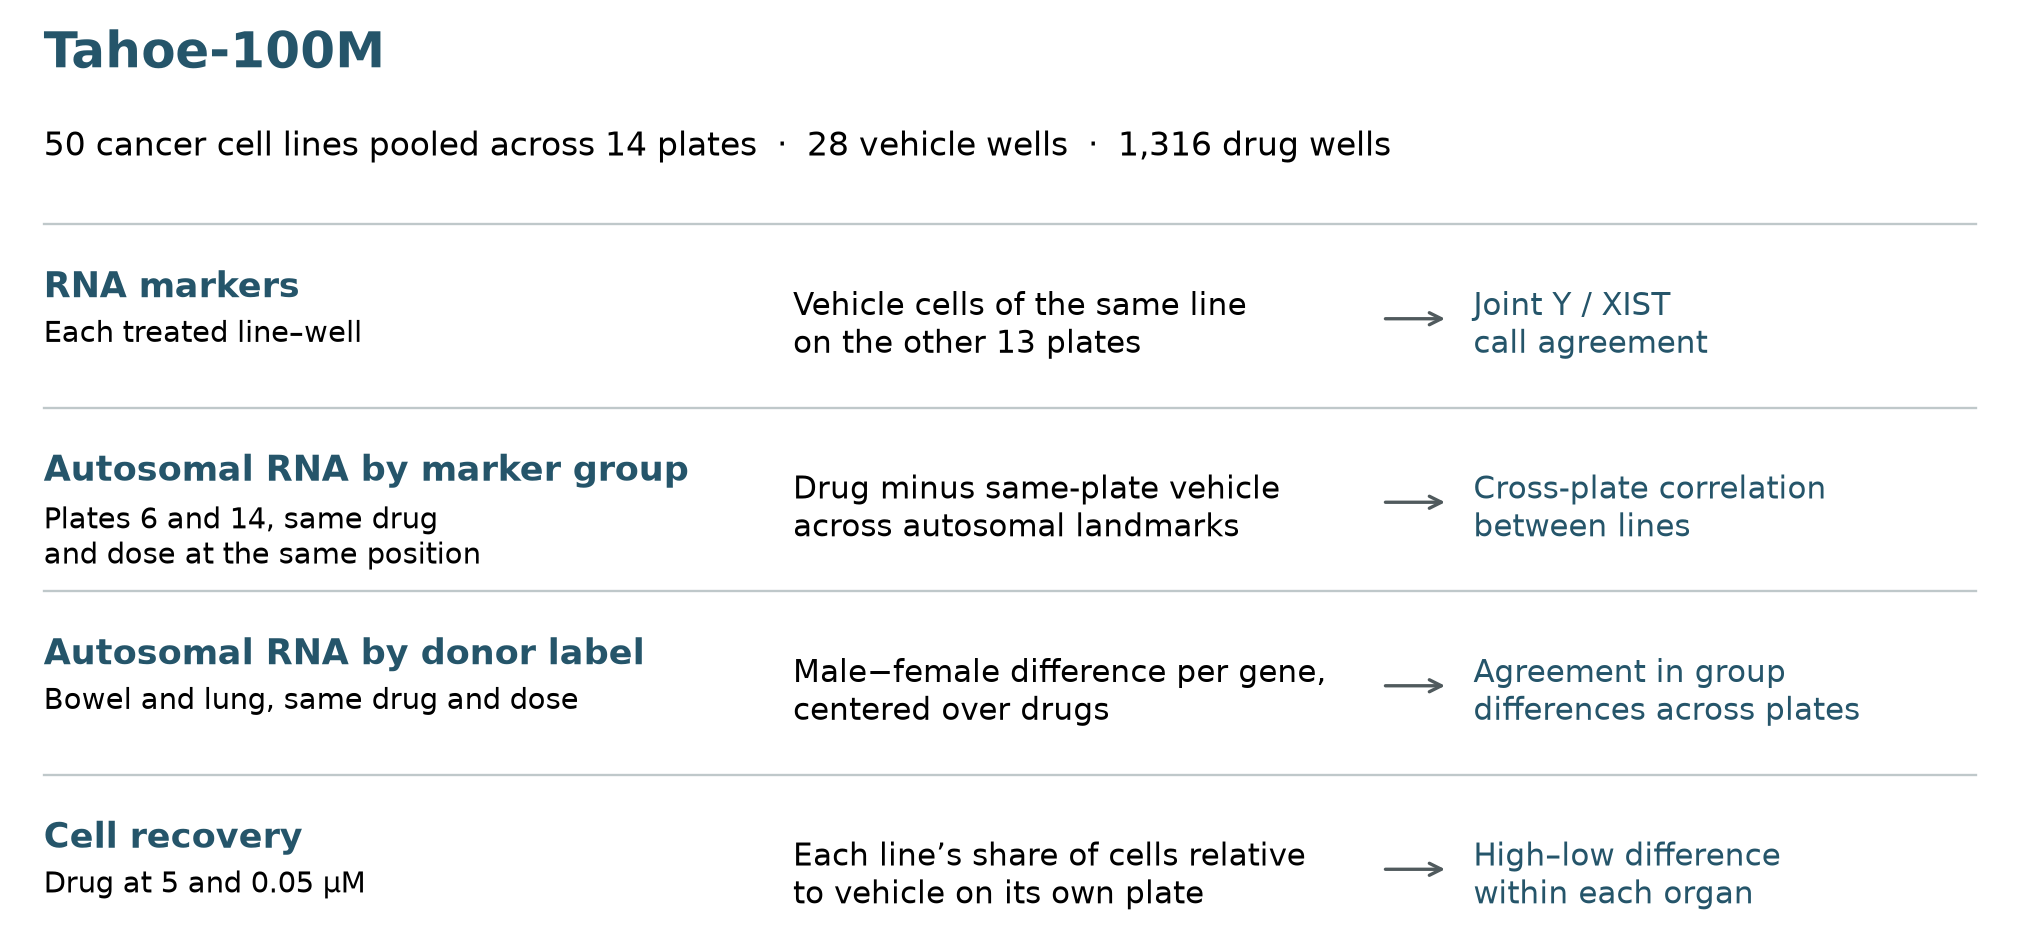 Tahoe-100M
50 cancer cell lines pooled across 14 plates · 28 vehicle wells · 1,316 drug wells
RNA markers
Each treated line–well
Vehicle cells of the same line
on the other 13 plates
Joint Y / XIST
call agreement
Autosomal RNA by marker group
Plates 6 and 14, same drug
and dose at the same position
Drug minus same-plate vehicle
across autosomal landmarks
Cross-plate correlation
between lines
Autosomal RNA by donor label
Bowel and lung, same drug and dose
Male−female difference per gene,
centered over drugs
Agreement in group
differences across plates
Cell recovery
Drug at 5 and 0.05 μM
Each line’s share of cells relative
to vehicle on its own plate
High–low difference
within each organ